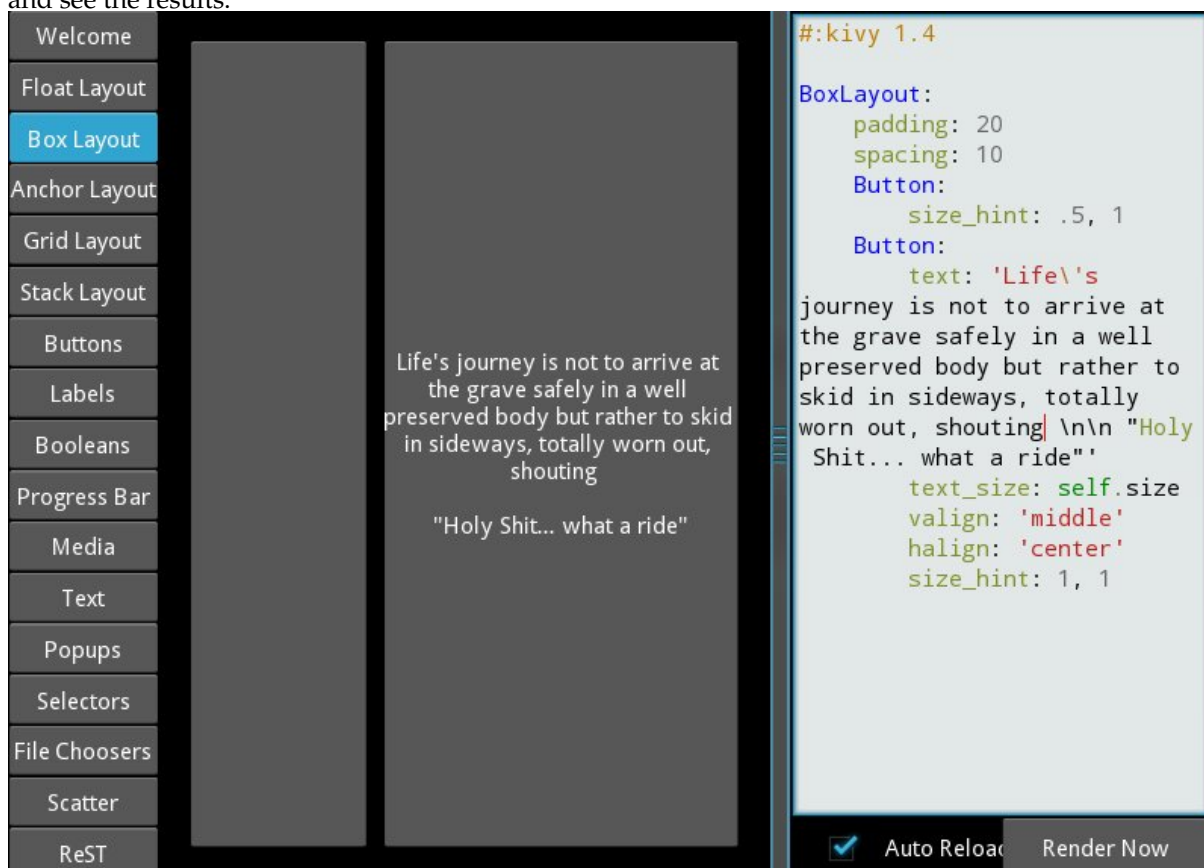 and see the results.
Welcome
Float Layout
Box Layout
Anchor Layout
Grid Layout
Stack Layout
Buttons
Labels
Booleans
Progress Bar
Media
Text
Popups
Selectors
File Choosers
Scatter
ReST
Life's journey is not to arrive at
the grave safely in a well
preserved body but rather to skid
in sideways, totally worn out,
shouting
"Holy Shit... what a ride"
#:kivy 1.4
BoxLayout:
    padding: 20
    spacing: 10
    Button:
        size_hint: .5, 1
    Button:
        text: 'Life\'s
journey is not to arrive at
the grave safely in a well
preserved body but rather to
skid in sideways, totally
worn out, shouting \n\n "Holy
 Shit... what a ride"'
        text_size: self.size
        valign: 'middle'
        halign: 'center'
        size_hint: 1, 1
Auto Reload
Render Now